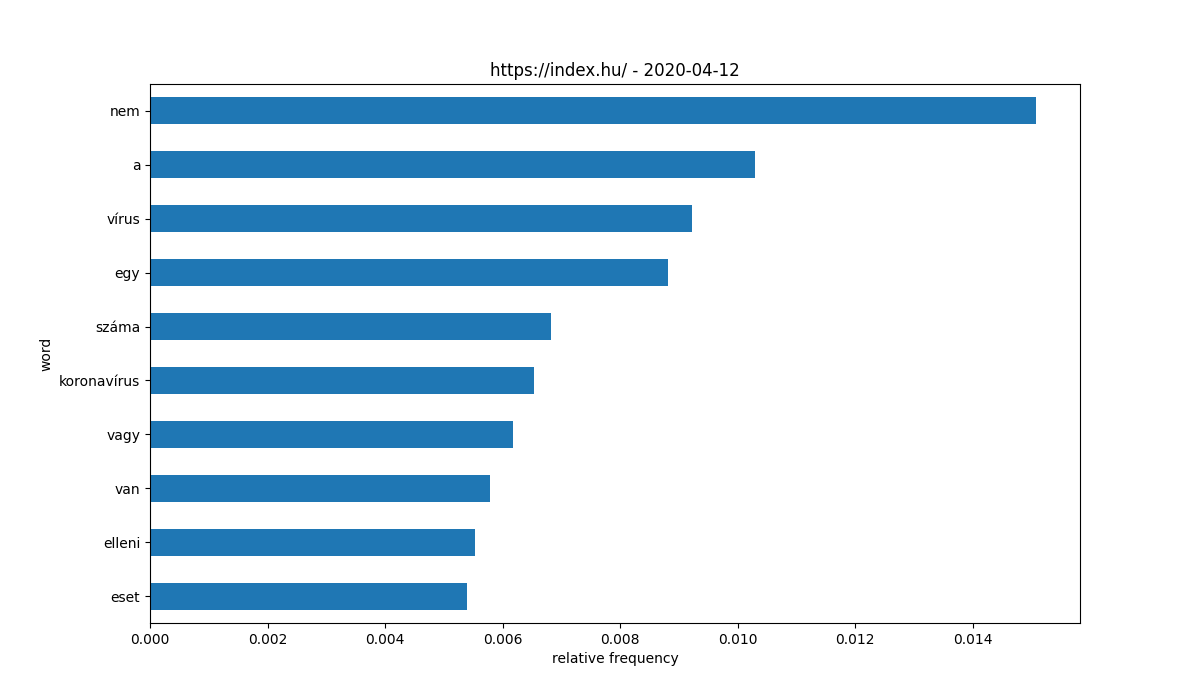 https://index.hu/ - 2020-04-12
nem
a
vírus
egy
száma
koronavírus
vagy
van
elleni
eset
word
0.000 0.002 0.004 0.006 0.008 0.010 0.012 0.014
relative frequency